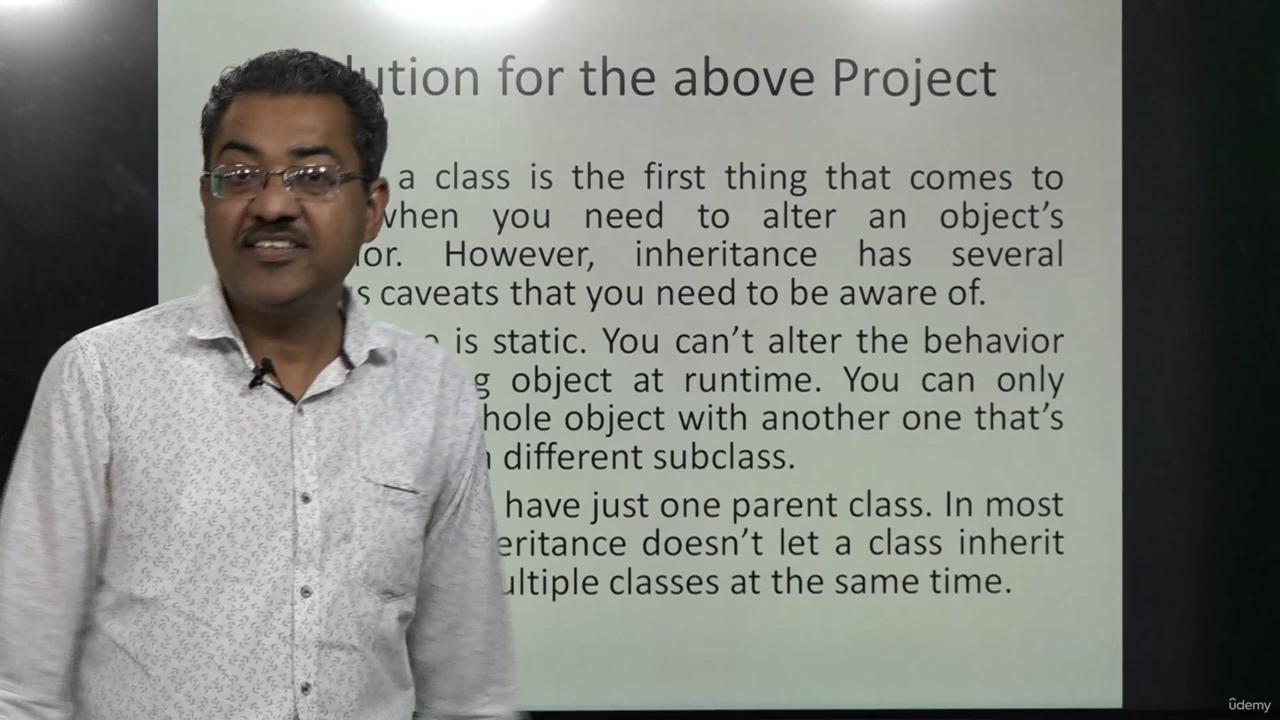 lution for the above Project
a class is the first thing that comes to
when you need to alter an object’s
ior. However, inheritance has several
s caveats that you need to be aware of.
e is static. You can’t alter the behavior
g object at runtime. You can only
hole object with another one that’s
different subclass.
have just one parent class. In most
eritance doesn’t let a class inherit
ultiple classes at the same time.
ûdemy